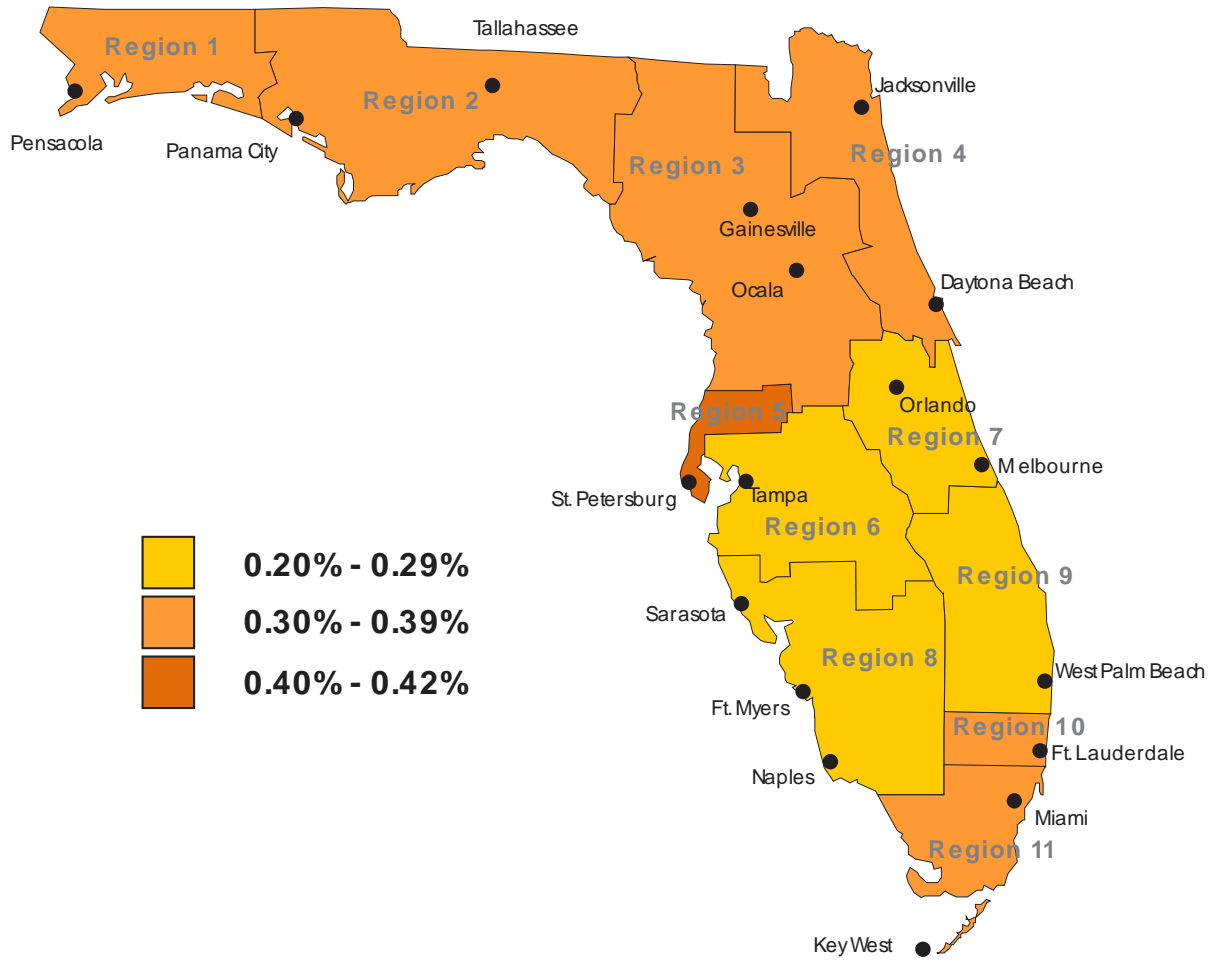 Tallahassee
Region 1
Region 2
Jacksonville
Pensacola
Panama City
Region 3
Region 4
Gainesville
Ocala
Daytona Beach
Region 5
Orlando
Region 7
Melbourne
St. Petersburg
Tampa
Region 6
0.20% - 0.29%
0.30% - 0.39%
0.40% - 0.42%
Region 9
Sarasota
Region 8
West Palm Beach
Ft. Myers
Region 10
Ft. Lauderdale
Naples
Miami
Region 11
Key West